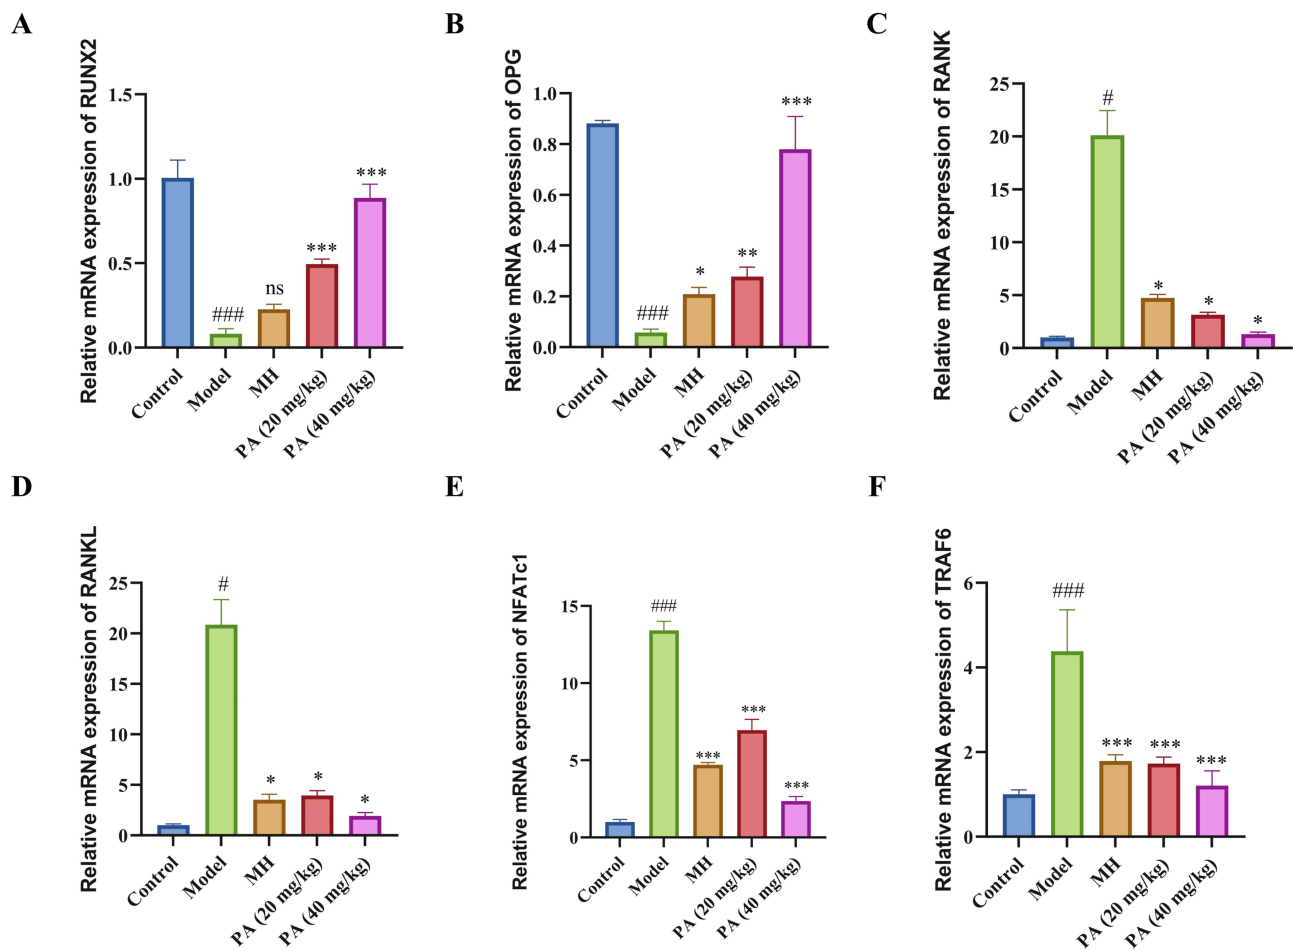 A
Relative mRNA expression of RUNX2
1.5
1.0
0.5
0.0
###
ns
***
***
Control
Model
MH
PA (20 mg/kg)
PA (40 mg/kg)
B
Relative mRNA expression of OPG
1.0
0.8
0.6
0.4
0.2
0.0
###
*
**
***
Control
Model
MH
PA (20 mg/kg)
PA (40 mg/kg)
C
Relative mRNA expression of RANK
25
20
15
10
5
0
#
*
*
*
Control
Model
MH
PA (20 mg/kg)
PA (40 mg/kg)
D
Relative mRNA expression of RANKL
25
20
15
10
5
0
#
*
*
*
Control
Model
MH
PA (20 mg/kg)
PA (40 mg/kg)
E
Relative mRNA expression of NFATc1
15
10
5
0
###
***
***
***
Control
Model
MH
PA (20 mg/kg)
PA (40 mg/kg)
F
Relative mRNA expression of TRAF6
6
4
2
0
###
***
***
***
Control
Model
MH
PA (20 mg/kg)
PA (40 mg/kg)